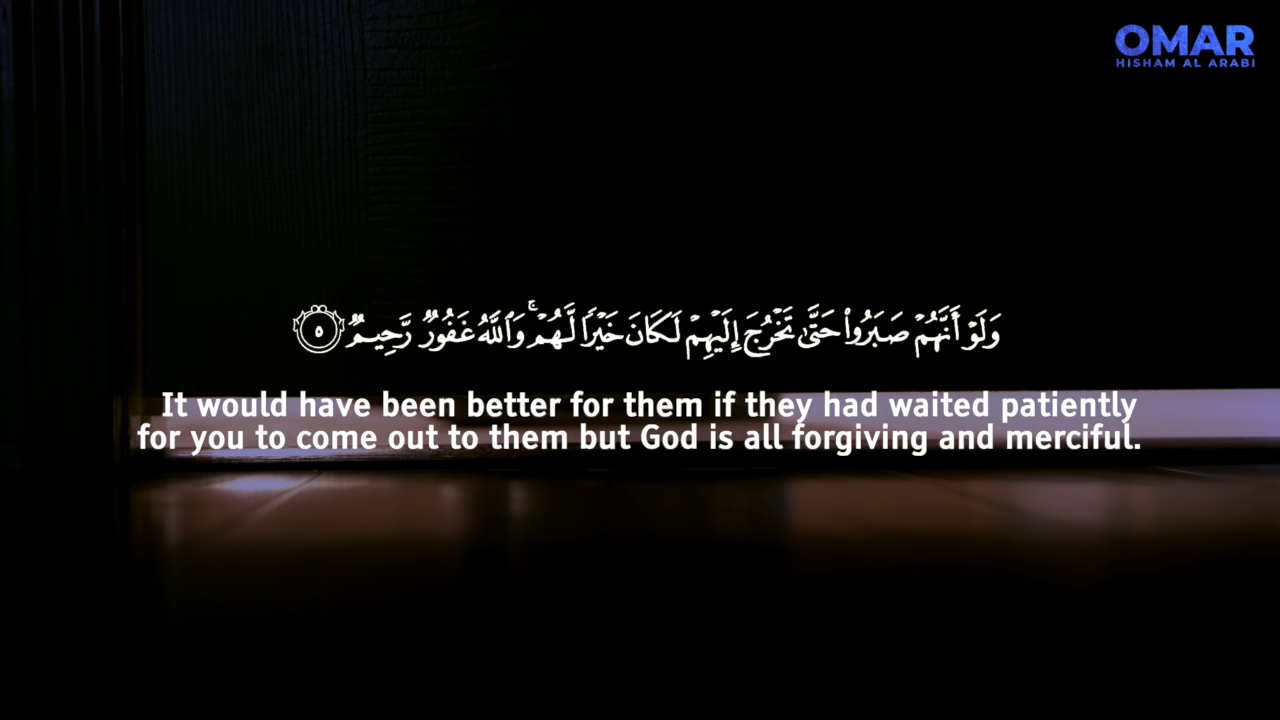 OMAR
HISHAM AL ARABI
وَلَوْ أَنَّهُمْ صَبَرُوا۟ حَتَّىٰ تَخْرُجَ إِلَيْهِمْ لَكَانَ خَيْرًا لَّهُمْ ۚ وَٱللَّهُ غَفُورٌ رَّحِيمٌ ٥
It would have been better for them if they had waited patiently
for you to come out to them but God is all forgiving and merciful.